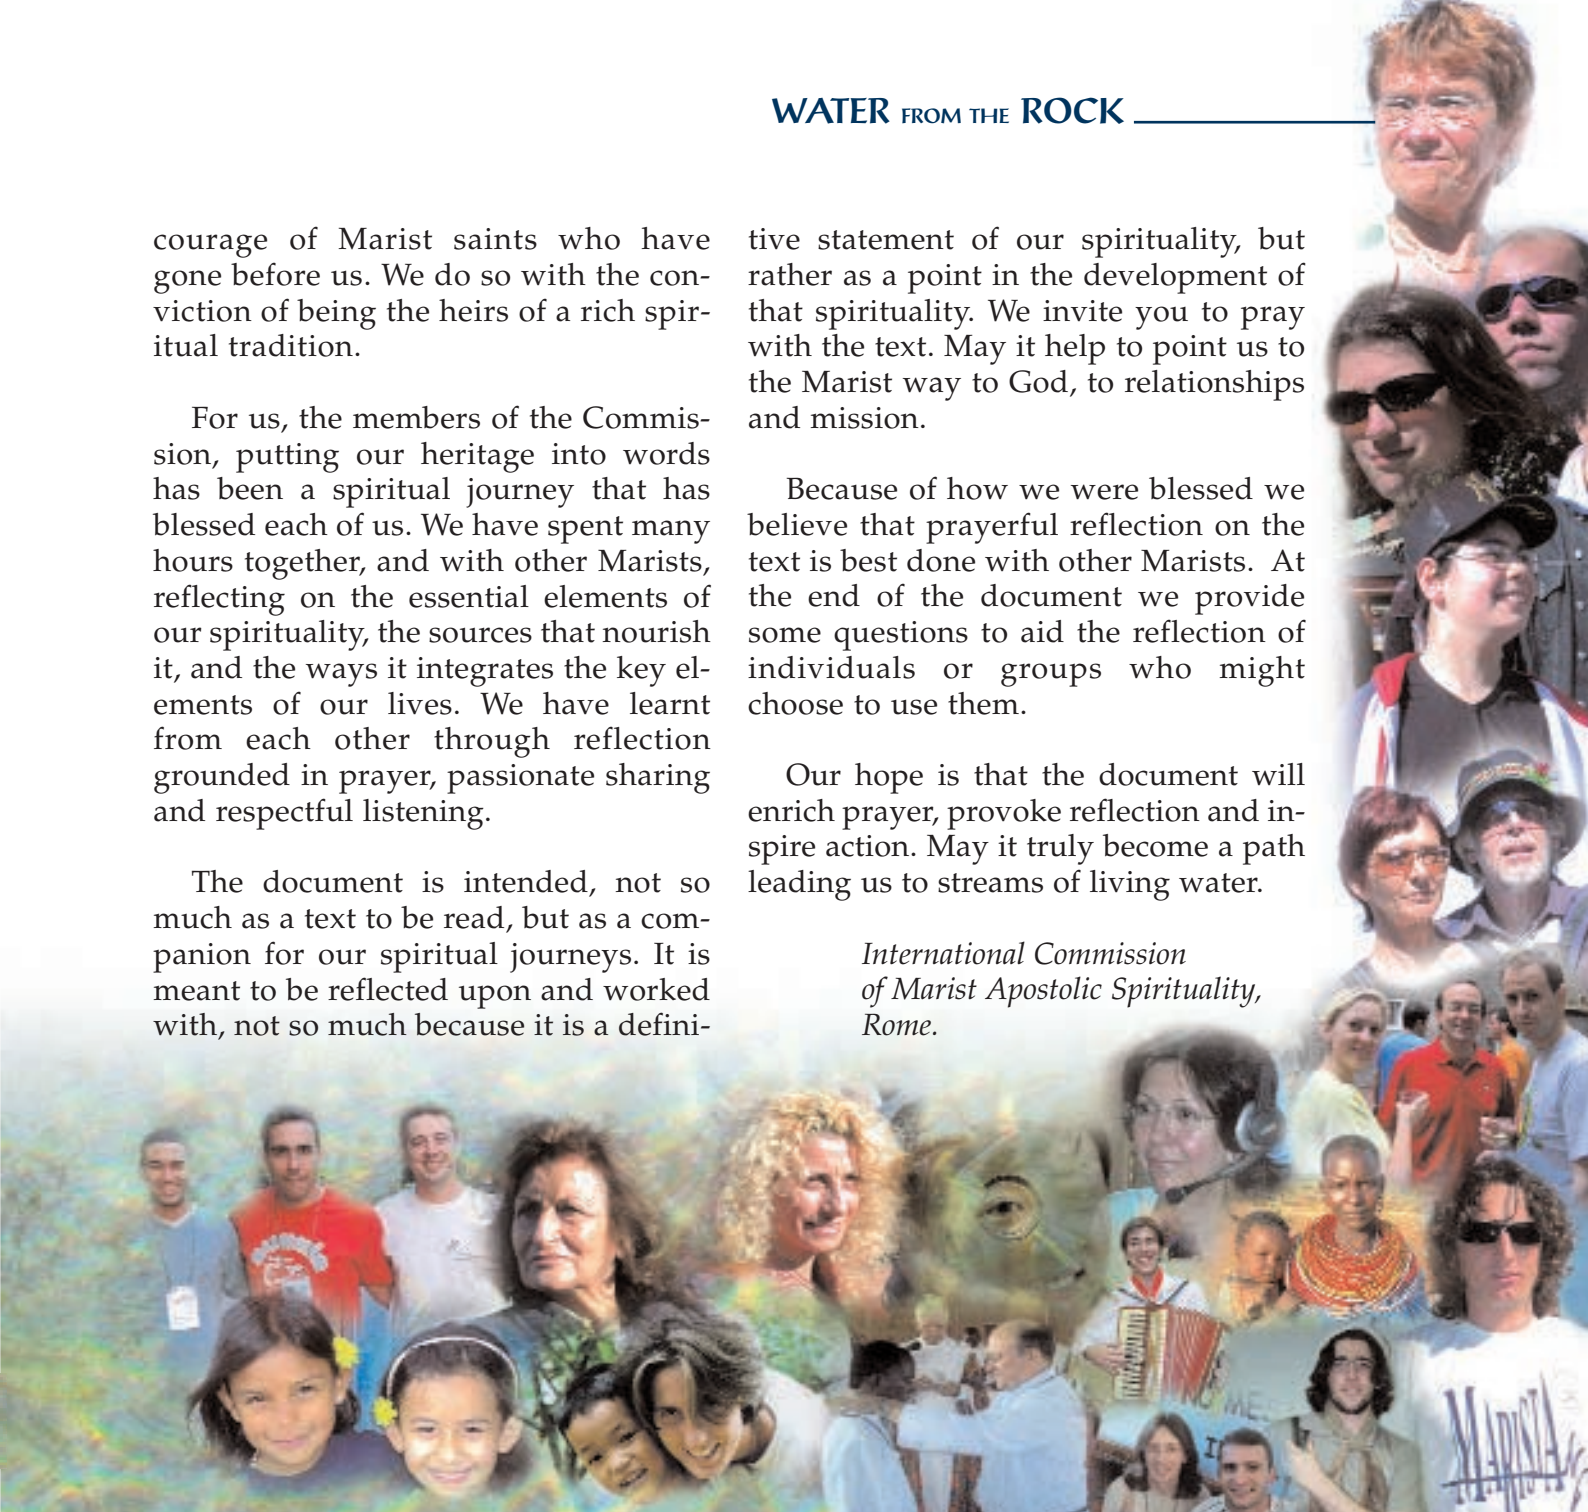 WATER FROM THE ROCK
courage of Marist saints who have
gone before us. We do so with the con-
viction of being the heirs of a rich spir-
itual tradition.
For us, the members of the Commis-
sion, putting our heritage into words
has been a spiritual journey that has
blessed each of us. We have spent many
hours together, and with other Marists,
reflecting on the essential elements of
our spirituality, the sources that nourish
it, and the ways it integrates the key el-
ements of our lives. We have learnt
from each other through reflection
grounded in prayer, passionate sharing
and respectful listening.
The document is intended, not so
much as a text to be read, but as a com-
panion for our spiritual journeys. It is
meant to be reflected upon and worked
with, not so much because it is a defini-
tive statement of our spirituality, but
rather as a point in the development of
that spirituality. We invite you to pray
with the text. May it help to point us to
the Marist way to God, to relationships
and mission.
Because of how we were blessed we
believe that prayerful reflection on the
text is best done with other Marists. At
the end of the document we provide
some questions to aid the reflection of
individuals or groups who might
choose to use them.
Our hope is that the document will
enrich prayer, provoke reflection and in-
spire action. May it truly become a path
leading us to streams of living water.
International Commission
of Marist Apostolic Spirituality,
Rome.
MARISTA